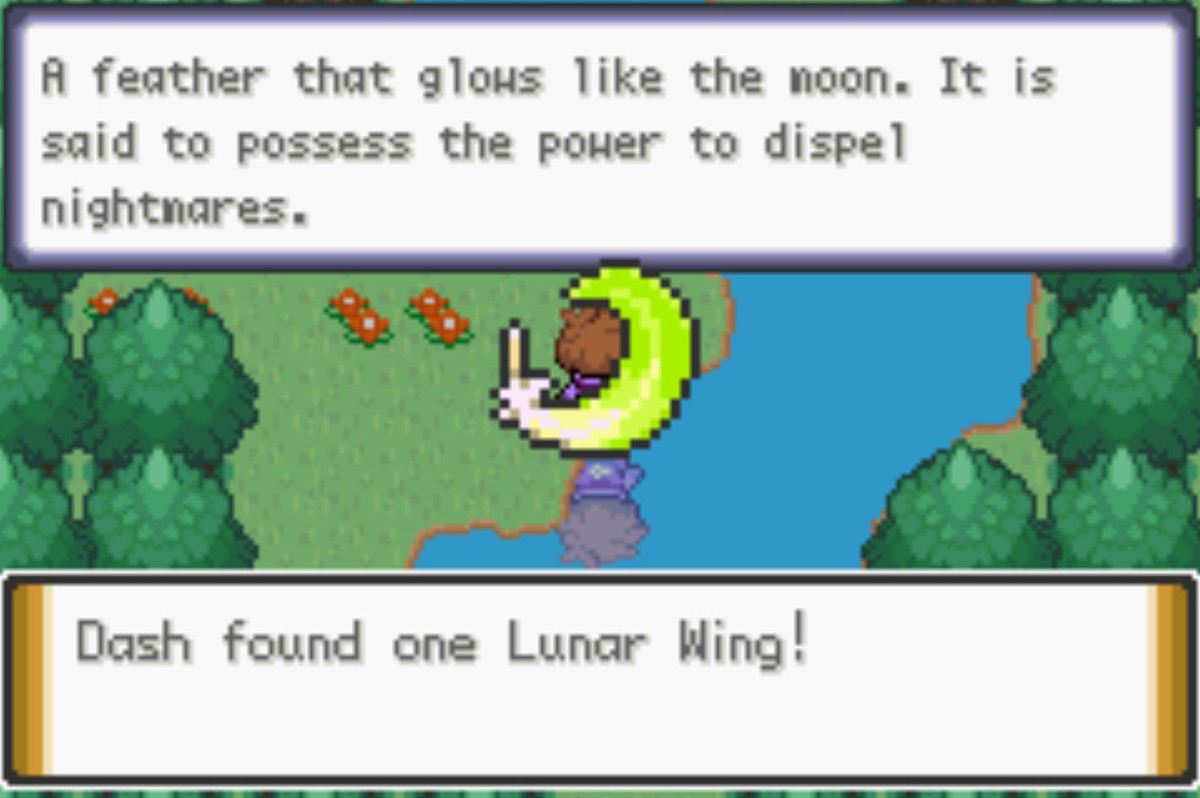 A feather that glows like the moon. It is
said to possess the power to dispel
nightmares.
Dash found one Lunar Wing!